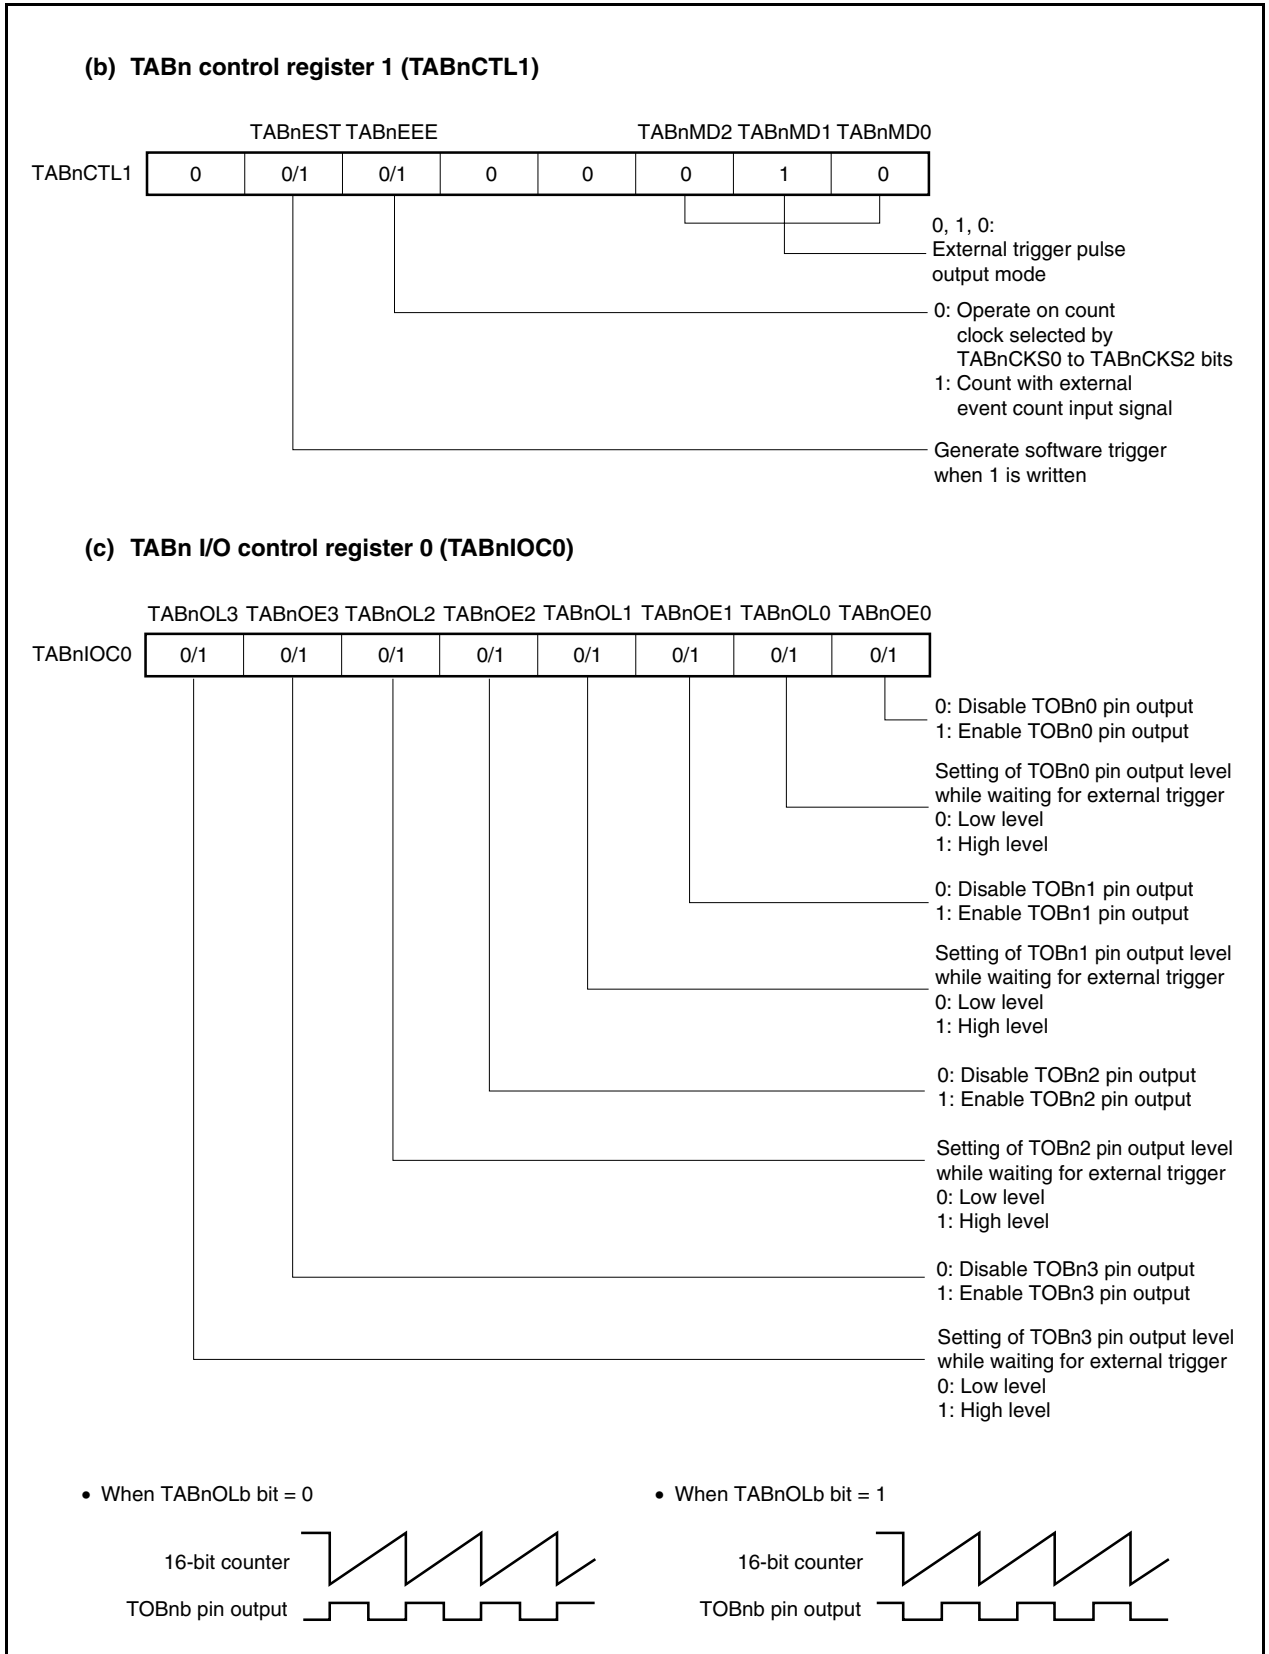 (b) TABn control register 1 (TABnCTL1)
TABnEST TABnEEE TABnMD2 TABnMD1 TABnMD0
TABnCTL1 0 0/1 0/1 0 0 0 1 0
0, 1, 0:
External trigger pulse
output mode
0: Operate on count
clock selected by
TABnCKS0 to TABnCKS2 bits
1: Count with external
event count input signal
Generate software trigger
when 1 is written
(c) TABn I/O control register 0 (TABnIOC0)
TABnOL3 TABnOE3 TABnOL2 TABnOE2 TABnOL1 TABnOE1 TABnOL0 TABnOE0
TABnIOC0 0/1 0/1 0/1 0/1 0/1 0/1 0/1 0/1
0: Disable TOBn0 pin output
1: Enable TOBn0 pin output
Setting of TOBn0 pin output level
while waiting for external trigger
0: Low level
1: High level
0: Disable TOBn1 pin output
1: Enable TOBn1 pin output
Setting of TOBn1 pin output level
while waiting for external trigger
0: Low level
1: High level
0: Disable TOBn2 pin output
1: Enable TOBn2 pin output
Setting of TOBn2 pin output level
while waiting for external trigger
0: Low level
1: High level
0: Disable TOBn3 pin output
1: Enable TOBn3 pin output
Setting of TOBn3 pin output level
while waiting for external trigger
0: Low level
1: High level
• When TABnOLb bit = 0
16-bit counter
TOBnb pin output
• When TABnOLb bit = 1
16-bit counter
TOBnb pin output